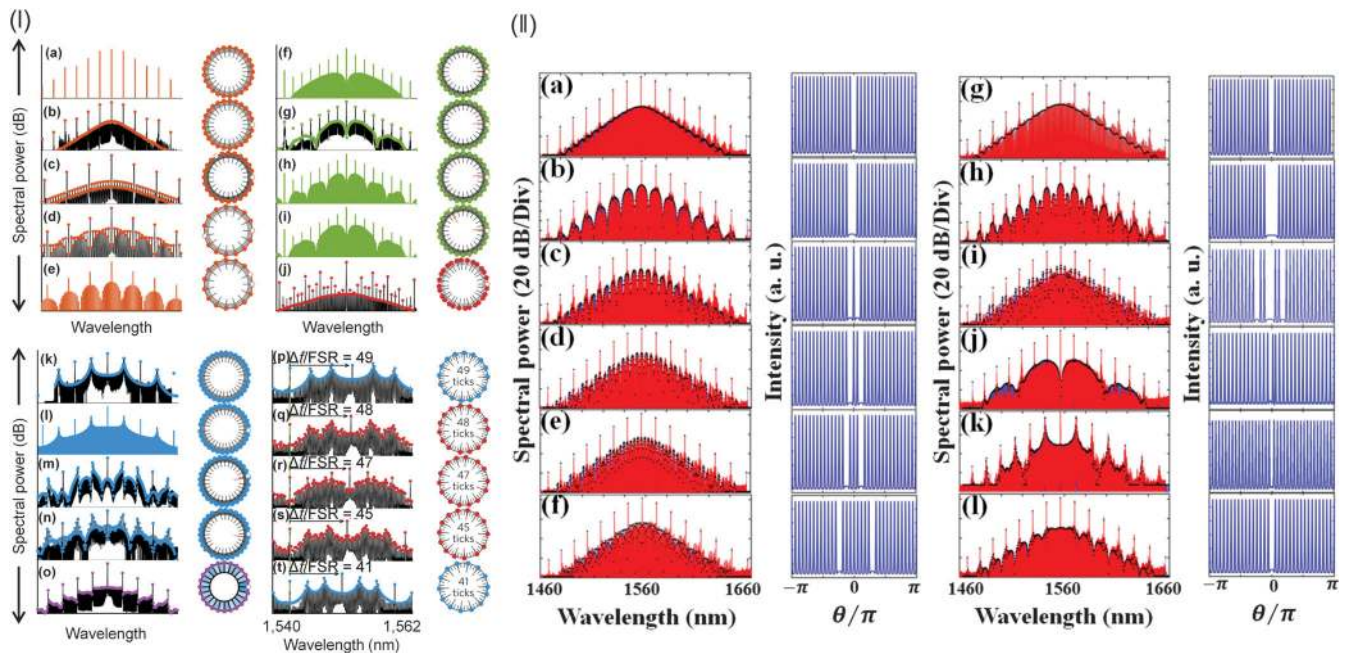 (I)
Spectral power (dB)
(a)
(b)
(c)
(d)
(e)
Wavelength
(f)
(g)
(h)
(i)
(j)
Spectral power (dB)
(k)
(l)
(m)
(n)
(o)
Wavelength
(p) Δf/FSR = 49
49 ticks
(q) Δf/FSR = 48
48 ticks
(r) Δf/FSR = 47
47 ticks
(s) Δf/FSR = 45
45 ticks
(t) Δf/FSR = 41
41 ticks
1,540 1,562
Wavelength (nm)
(II)
Spectral power (20 dB/Div)
(a)
(b)
(c)
(d)
(e)
(f)
1460 1560 1660
Wavelength (nm)
Intensity (a. u.)
−π 0 π
θ/π
Spectral power (20 dB/Div)
(g)
(h)
(i)
(j)
(k)
(l)
1460 1560 1660
Wavelength (nm)
Intensity (a. u.)
−π 0 π
θ/π